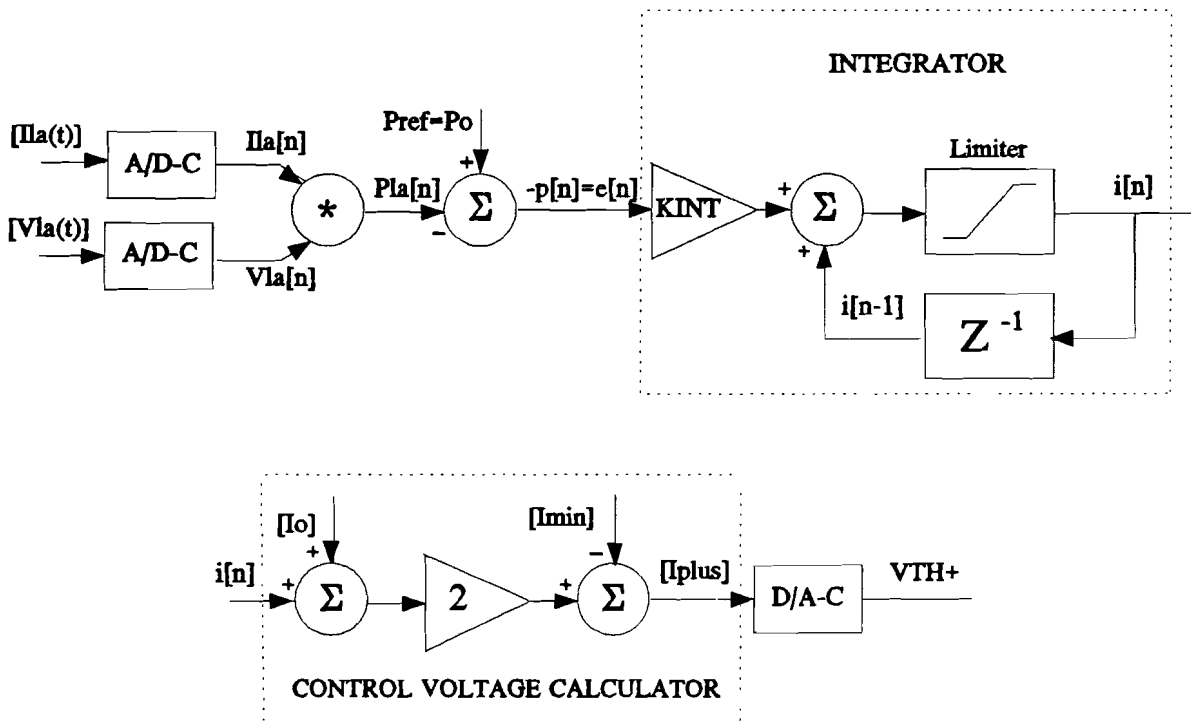 INTEGRATOR
[Ila(t)]
A/D-C
Ila[n]
Pref=Po
+
Limiter
*
Pla[n]
Σ
−
-p[n]=e[n]
KINT
+
Σ
+
i[n]
[Vla(t)]
A/D-C
Vla[n]
i[n-1]
Z -1
[Io]
+
[Imin]
−
i[n]
+
Σ
2
+
Σ
[Iplus]
D/A-C
VTH+
CONTROL VOLTAGE CALCULATOR